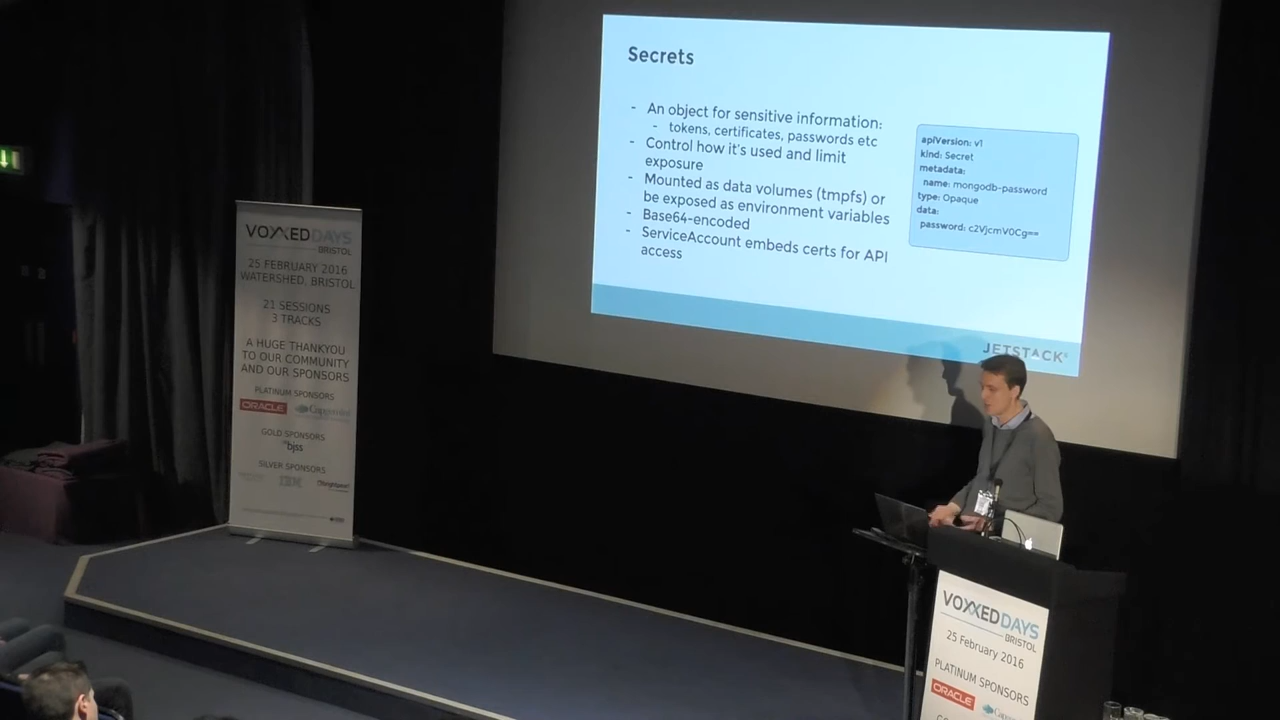 Secrets
- An object for sensitive information:
- tokens, certificates, passwords etc
- Control how it's used and limit
exposure
- Mounted as data volumes (tmpfs) or
be exposed as environment variables
- Base64-encoded
- ServiceAccount embeds certs for API
access
apiVersion: v1
kind: Secret
metadata:
name: mongodb-password
type: Opaque
data:
password: c2VjcmV0Cg==
JETSTACK
VOXXEDDAYS
BRISTOL
25 FEBRUARY 2016
WATERSHED, BRISTOL
21 SESSIONS
3 TRACKS
A HUGE THANKYOU
TO OUR COMMUNITY
AND OUR SPONSORS
PLATINUM SPONSORS
ORACLE Capgemini
GOLD SPONSORS
bjss
SILVER SPONSORS
IBM
VOXXEDDAYS
BRISTOL
25 February 2016
PLATINUM SPONSORS
ORACLE